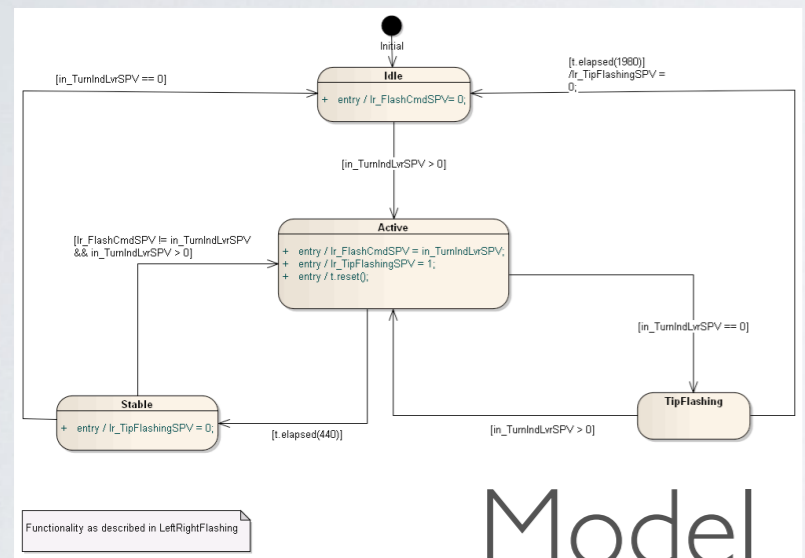 Initial
[t.elapsed(1980)]
/lr_TipFlashingSPV =
0;
[in_TurnIndLvrSPV == 0]
Idle
+ entry / lr_FlashCmdSPV= 0;
[in_TurnIndLvrSPV > 0]
Active
+ entry / lr_FlashCmdSPV = in_TurnIndLvrSPV;
+ entry / lr_TipFlashingSPV = 1;
+ entry / t.reset();
[lr_FlashCmdSPV != in_TurnIndLvrSPV
&& in_TurnIndLvrSPV > 0]
[in_TurnIndLvrSPV == 0]
Stable
+ entry / lr_TipFlashingSPV = 0;
[t.elapsed(440)]
TipFlashing
[in_TurnIndLvrSPV > 0]
Functionality as described in LeftRightFlashing
Model